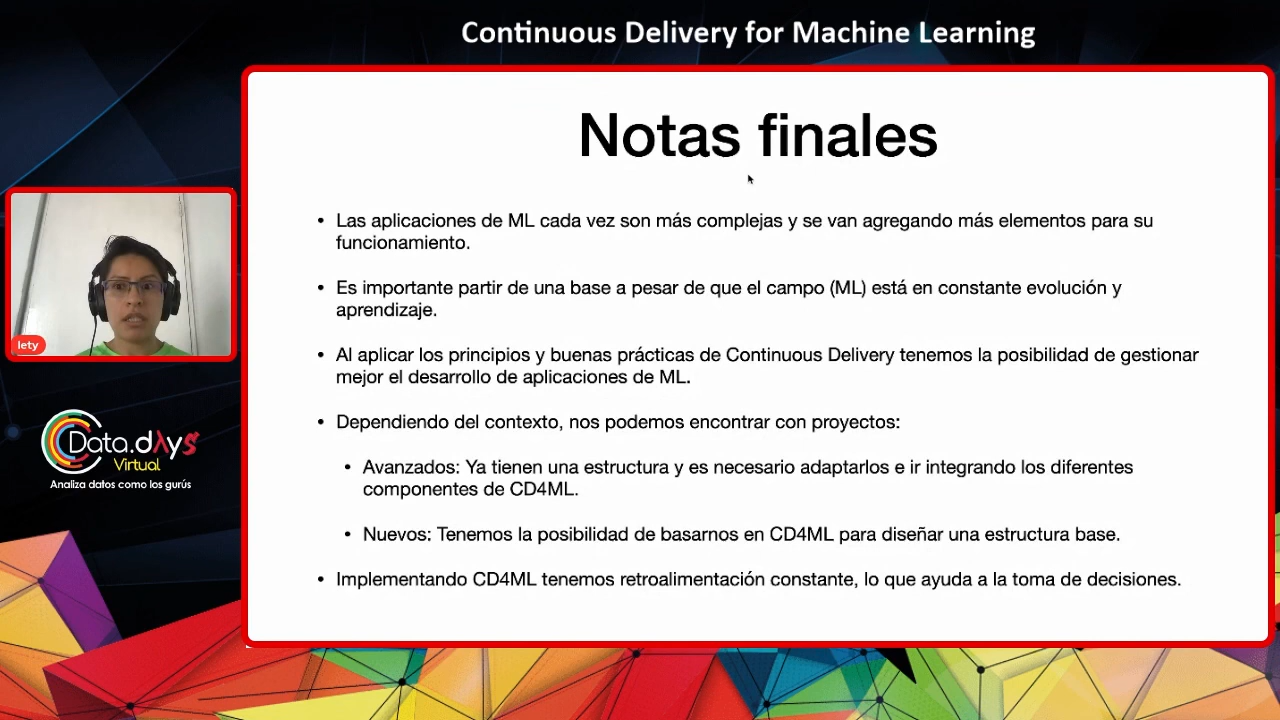 Continuous Delivery for Machine Learning
Notas finales
• Las aplicaciones de ML cada vez son más complejas y se van agregando más elementos para su
funcionamiento.
• Es importante partir de una base a pesar de que el campo (ML) está en constante evolución y
aprendizaje.
• Al aplicar los principios y buenas prácticas de Continuous Delivery tenemos la posibilidad de gestionar
mejor el desarrollo de aplicaciones de ML.
• Dependiendo del contexto, nos podemos encontrar con proyectos:
• Avanzados: Ya tienen una estructura y es necesario adaptarlos e ir integrando los diferentes
componentes de CD4ML.
• Nuevos: Tenemos la posibilidad de basarnos en CD4ML para diseñar una estructura base.
• Implementando CD4ML tenemos retroalimentación constante, lo que ayuda a la toma de decisiones.
lety
Data.dλys
Virtual
Analiza datos como los gurús